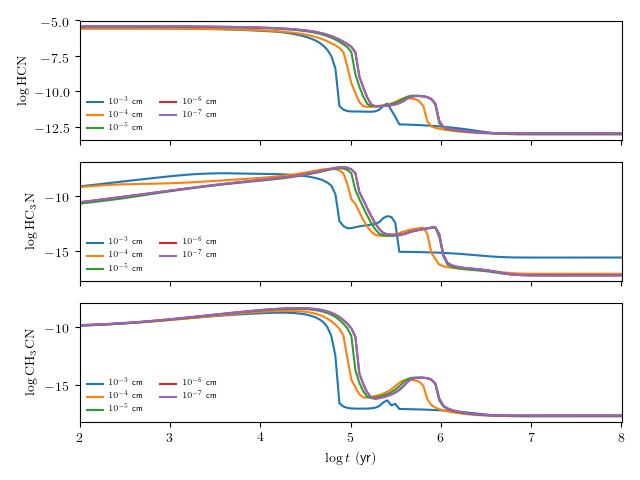 −5.0
−7.5
−10.0
−12.5
log HCN
10⁻³ cm
10⁻⁴ cm
10⁻⁵ cm
10⁻⁶ cm
10⁻⁷ cm
−10
−15
log HC₃N
10⁻³ cm
10⁻⁴ cm
10⁻⁵ cm
10⁻⁶ cm
10⁻⁷ cm
−10
−15
log CH₃CN
10⁻³ cm
10⁻⁴ cm
10⁻⁵ cm
10⁻⁶ cm
10⁻⁷ cm
2 3 4 5 6 7 8
log t (yr)